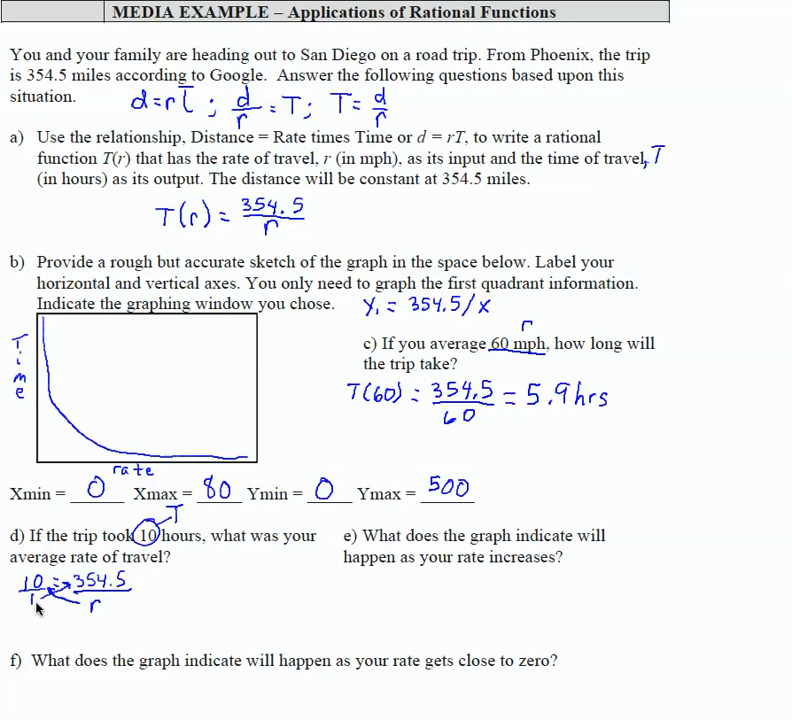 MEDIA EXAMPLE – Applications of Rational Functions
You and your family are heading out to San Diego on a road trip. From Phoenix, the trip
is 354.5 miles according to Google. Answer the following questions based upon this
situation. d = rT ; d/r = T ; T = d/r
a) Use the relationship, Distance = Rate times Time or d = rT, to write a rational
function T(r) that has the rate of travel, r (in mph), as its input and the time of travel, T
(in hours) as its output. The distance will be constant at 354.5 miles.
T(r) = 354.5/r
b) Provide a rough but accurate sketch of the graph in the space below. Label your
horizontal and vertical axes. You only need to graph the first quadrant information.
Indicate the graphing window you chose. Y₁ = 354.5/x
Time
r
c) If you average 60 mph, how long will
the trip take?
T(60) = 354.5/60 = 5.9 hrs
rate
Xmin = 0 Xmax = 80 Ymin = 0 Ymax = 500
T
d) If the trip took 10 hours, what was your
average rate of travel?
10/1 = 354.5/r
e) What does the graph indicate will
happen as your rate increases?
f) What does the graph indicate will happen as your rate gets close to zero?